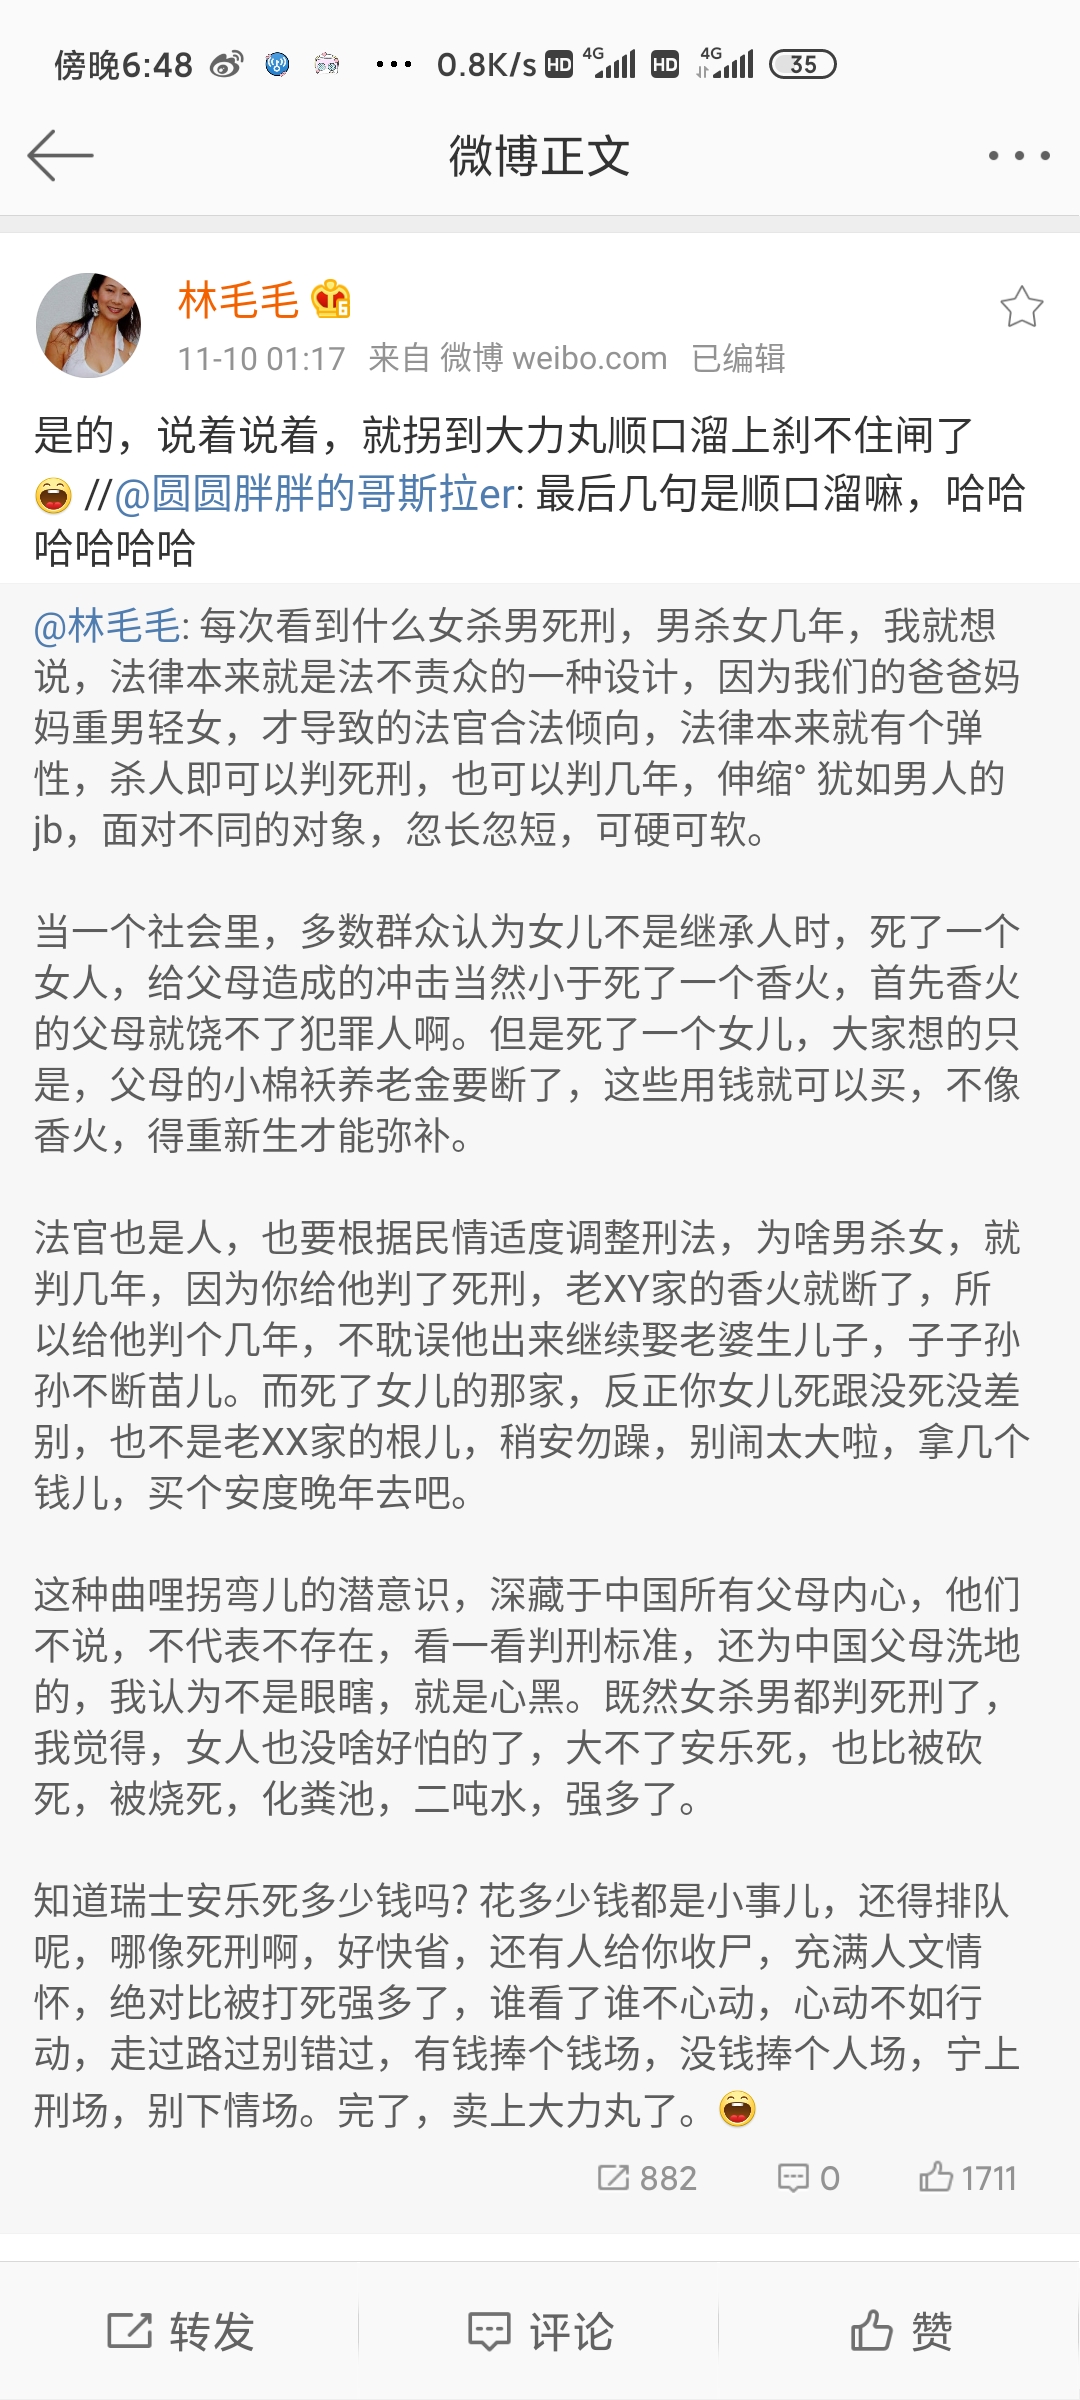 傍晚6:48 ... 0.8K/s HD 4G HD 4G 35
微博正文
林毛毛 6
11-10 01:17 来自 微博 weibo.com 已编辑
是的，说着说着，就拐到大力丸顺口溜上刹不住闸了
//@圆圆胖胖的哥斯拉er: 最后几句是顺口溜嘛，哈哈
哈哈哈哈
@林毛毛: 每次看到什么女杀男死刑，男杀女几年，我就想
说，法律本来就是法不责众的一种设计，因为我们的爸爸妈
妈重男轻女，才导致的法官合法倾向，法律本来就有个弹
性，杀人即可以判死刑，也可以判几年，伸缩° 犹如男人的
jb，面对不同的对象，忽长忽短，可硬可软。
当一个社会里，多数群众认为女儿不是继承人时，死了一个
女人，给父母造成的冲击当然小于死了一个香火，首先香火
的父母就饶不了犯罪人啊。但是死了一个女儿，大家想的只
是，父母的小棉袄养老金要断了，这些用钱就可以买，不像
香火，得重新生才能弥补。
法官也是人，也要根据民情适度调整刑法，为啥男杀女，就
判几年，因为你给他判了死刑，老XY家的香火就断了，所
以给他判个几年，不耽误他出来继续娶老婆生儿子，子子孙
孙不断苗儿。而死了女儿的那家，反正你女儿死跟没死没差
别，也不是老XX家的根儿，稍安勿躁，别闹太大啦，拿几个
钱儿，买个安度晚年去吧。
这种曲哩拐弯儿的潜意识，深藏于中国所有父母内心，他们
不说，不代表不存在，看一看判刑标准，还为中国父母洗地
的，我认为不是眼瞎，就是心黑。既然女杀男都判死刑了，
我觉得，女人也没啥好怕的了，大不了安乐死，也比被砍
死，被烧死，化粪池，二吨水，强多了。
知道瑞士安乐死多少钱吗? 花多少钱都是小事儿，还得排队
呢，哪像死刑啊，好快省，还有人给你收尸，充满人文情
怀，绝对比被打死强多了，谁看了谁不心动，心动不如行
动，走过路过别错过，有钱捧个钱场，没钱捧个人场，宁上
刑场，别下情场。完了，卖上大力丸了。
882 0 1711
转发 评论 赞